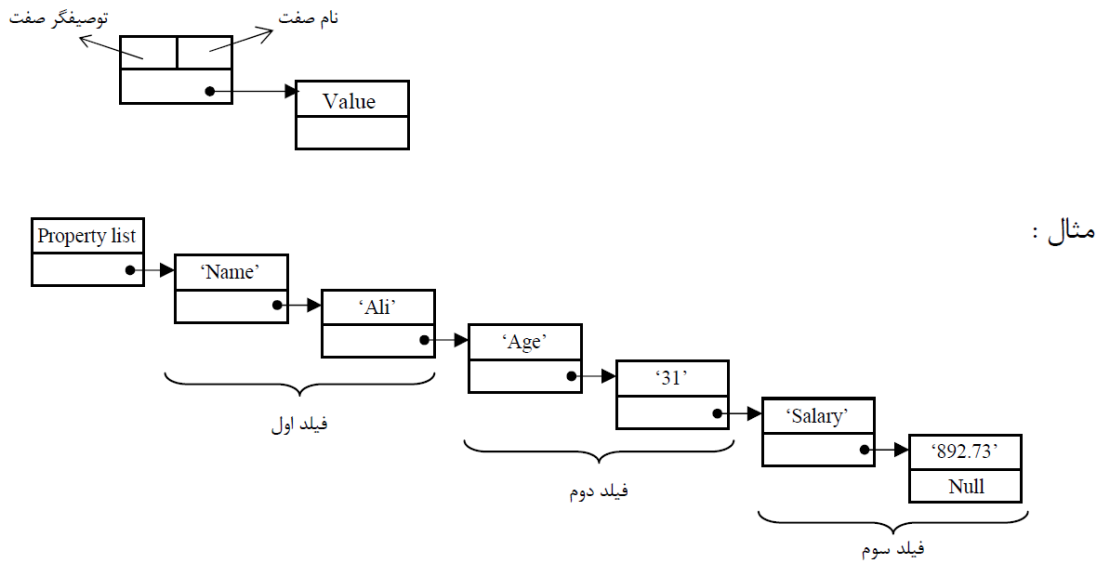 نام صفت
توصیفگر صفت
Value
مثال :
Property list
‘Name’
‘Ali’
‘Age’
‘31’
‘Salary’
‘892.73’
Null
فیلد اول
فیلد دوم
فیلد سوم